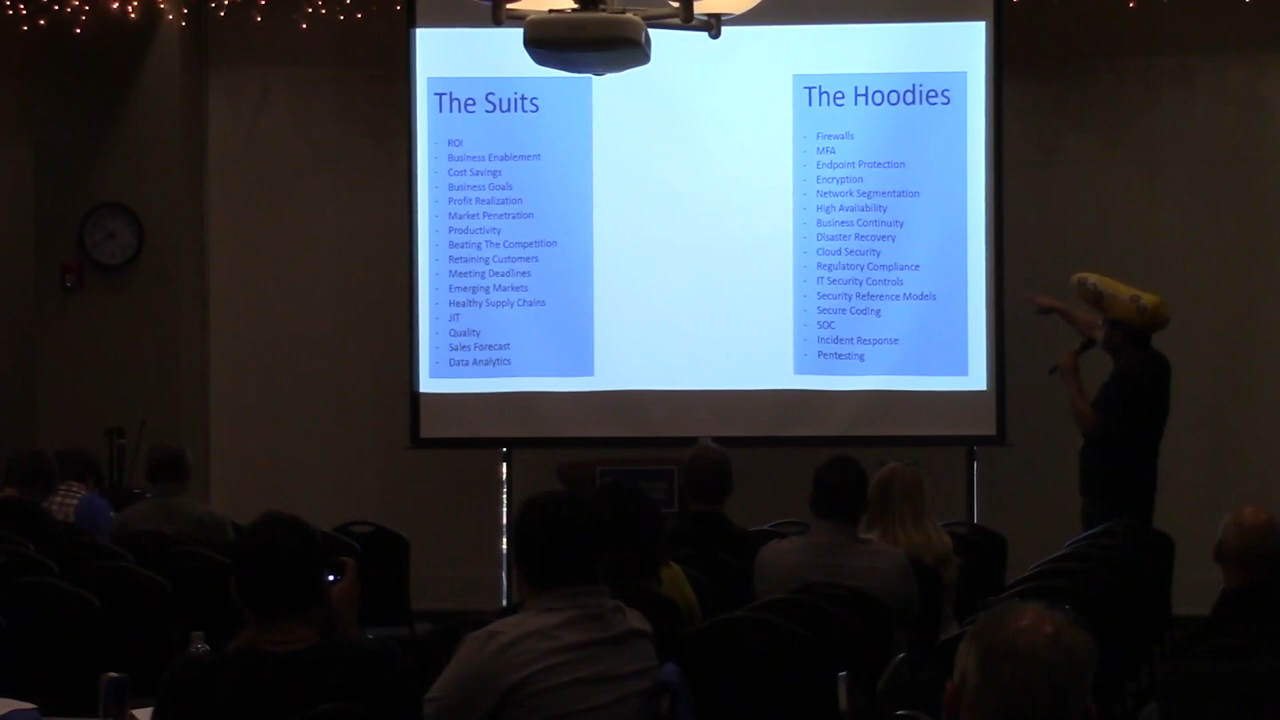 The Suits
- ROI
- Business Enablement
- Cost Savings
- Business Goals
- Profit Realization
- Market Penetration
- Productivity
- Beating The Competition
- Retaining Customers
- Meeting Deadlines
- Emerging Markets
- Healthy Supply Chains
- JIT
- Quality
- Sales Forecast
- Data Analytics
The Hoodies
- Firewalls
- MFA
- Endpoint Protection
- Encryption
- Network Segmentation
- High Availability
- Business Continuity
- Disaster Recovery
- Cloud Security
- Regulatory Compliance
- IT Security Controls
- Security Reference Models
- Secure Coding
- SOC
- Incident Response
- Pentesting